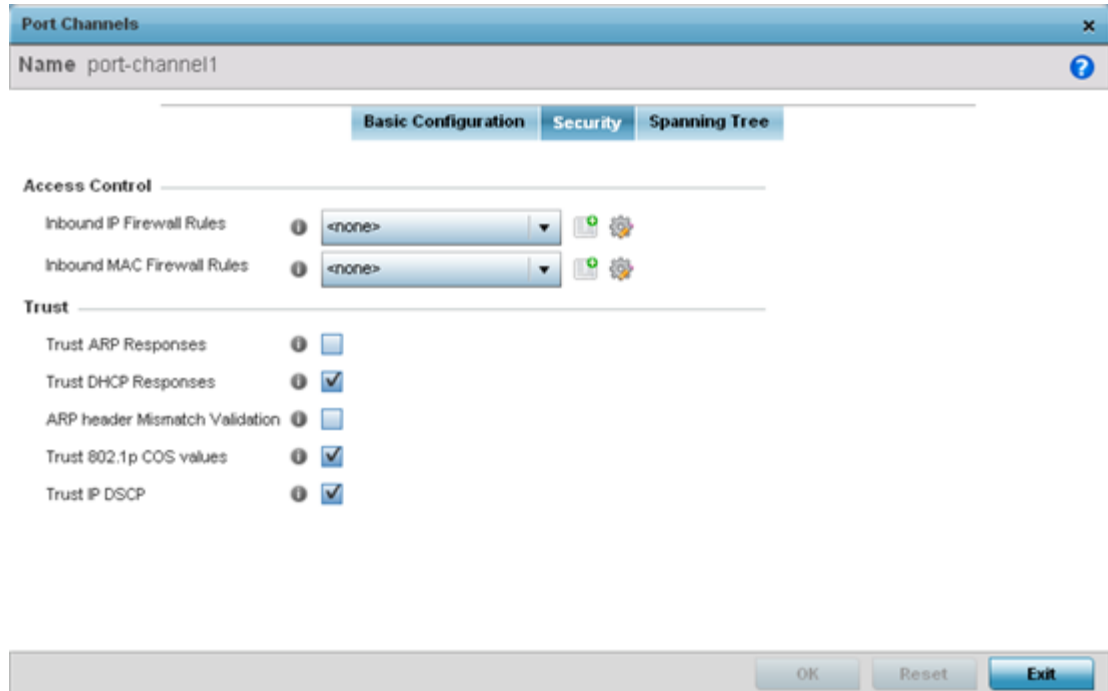 Port Channels
Name port-channel1
Basic Configuration Security Spanning Tree
Access Control
Inbound IP Firewall Rules <none>
Inbound MAC Firewall Rules <none>
Trust
Trust ARP Responses
Trust DHCP Responses
ARP header Mismatch Validation
Trust 802.1p COS values
Trust IP DSCP
OK Reset Exit